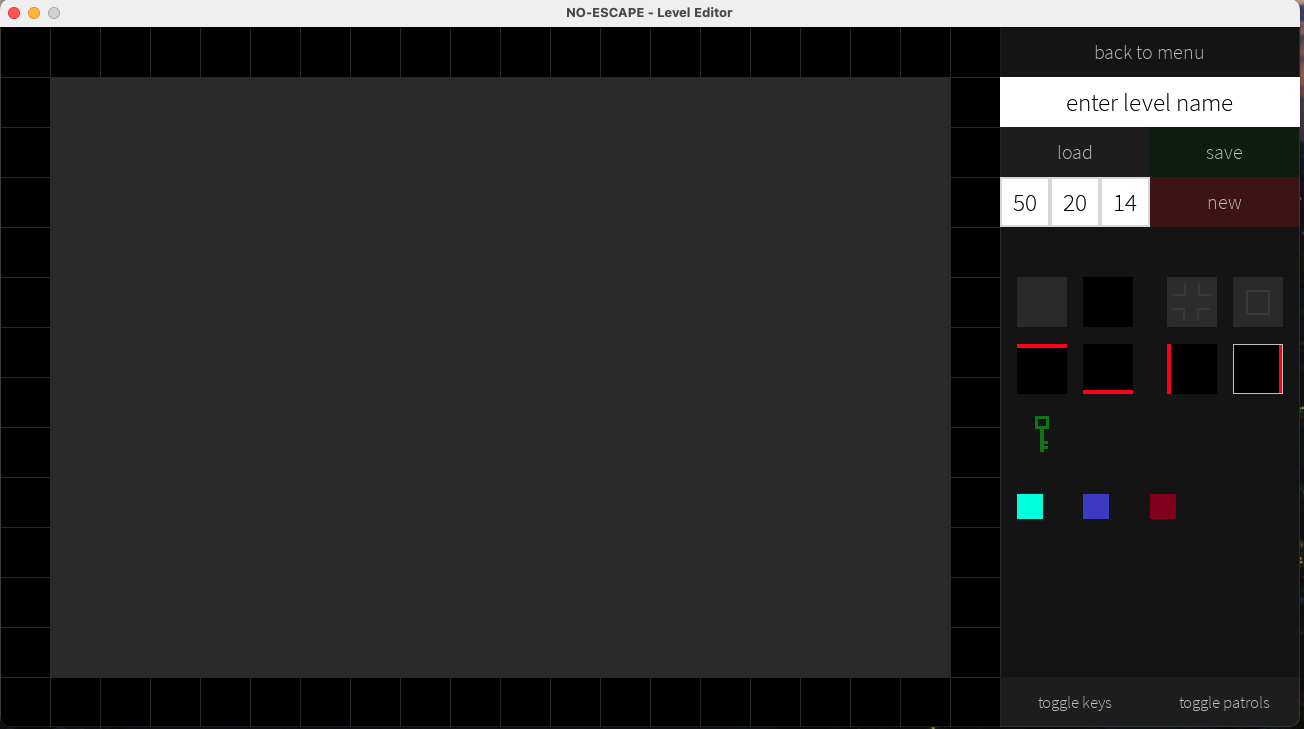 NO-ESCAPE - Level Editor
back to menu
enter level name
load save
50 20 14 new
toggle keys toggle patrols